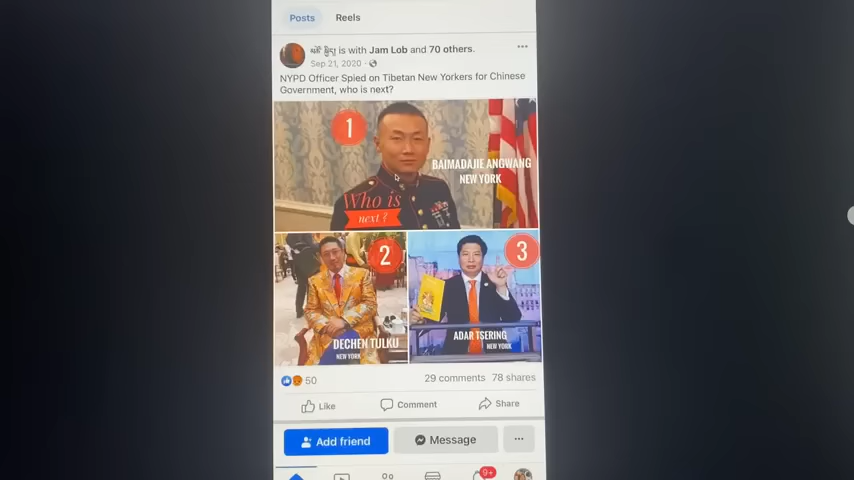 Posts Reels
is with Jam Lob and 70 others.
Sep 21, 2020
NYPD Officer Spied on Tibetan New Yorkers for Chinese
Government, who is next?
1
BAIMADAJIE ANGWANG
NEW YORK
Who is
next?
2
DECHEN TULKU
NEW YORK
3
ADAR TSERING
NEW YORK
50
29 comments 78 shares
Like Comment Share
Add friend Message
9+